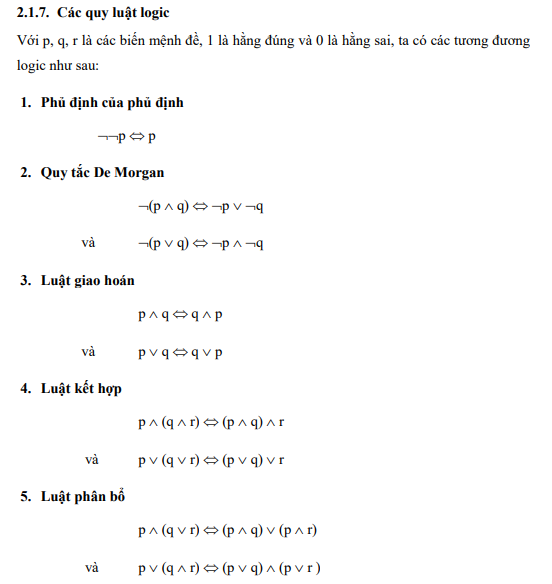 2.1.7. Các quy luật logic
Với p, q, r là các biến mệnh đề, 1 là hằng đúng và 0 là hằng sai, ta có các tương đương
logic như sau:
1. Phủ định của phủ định
¬¬p ⇔ p
2. Quy tắc De Morgan
¬(p ∧ q) ⇔ ¬p ∨ ¬q
và ¬(p ∨ q) ⇔ ¬p ∧ ¬q
3. Luật giao hoán
p ∧ q ⇔ q ∧ p
và p ∨ q ⇔ q ∨ p
4. Luật kết hợp
p ∧ (q ∧ r) ⇔ (p ∧ q) ∧ r
và p ∨ (q ∨ r) ⇔ (p ∨ q) ∨ r
5. Luật phân bổ
p ∧ (q ∨ r) ⇔ (p ∧ q) ∨ (p ∧ r)
và p ∨ (q ∧ r) ⇔ (p ∨ q) ∧ (p ∨ r )